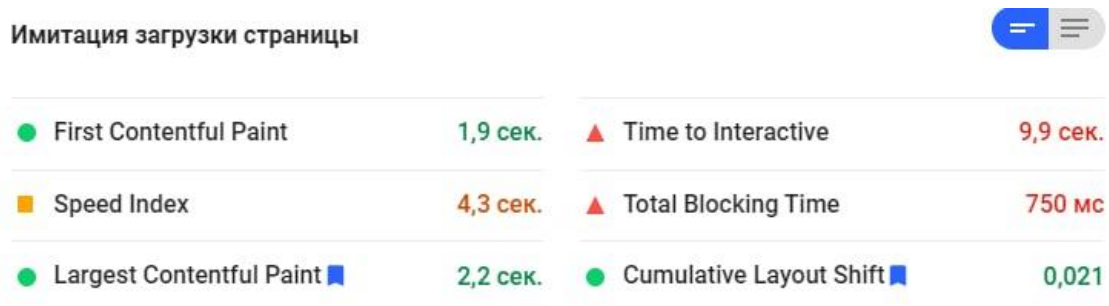 Имитация загрузки страницы
First Contentful Paint 1,9 сек.
Time to Interactive 9,9 сек.
Speed Index 4,3 сек.
Total Blocking Time 750 мс
Largest Contentful Paint 2,2 сек.
Cumulative Layout Shift 0,021